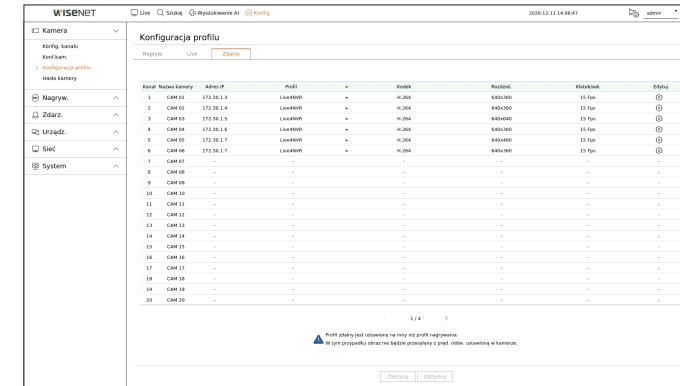 WISENET
Live Szukaj Wyszukiwanie AI Konfig 2020-12-11 14:08:47 admin
Kamera
Konfig. kanału
Konf.kam.
Konfiguracja profilu
Hasło kamery
Nagryw.
Zdarz.
Urządz.
Sieć
System
Konfiguracja profilu
Nagryw. Live Zdalne
Kanał Nazwa kamery Adres IP Profil Kodek Rozdziel. Klatek/sek Edytuj
1 CAM 01 172.30.1.3 Live4NVR H.264 640x360 15 Fps
2 CAM 02 172.30.1.4 Live4NVR H.264 640x360 15 Fps
3 CAM 03 172.30.1.5 Live4NVR H.264 640x640 15 Fps
4 CAM 04 172.30.1.6 Live4NVR H.264 640x360 15 Fps
5 CAM 05 172.30.1.7 Live4NVR H.264 640x480 15 Fps
6 CAM 06 172.30.1.7 Live4NVR H.264 640x360 15 Fps
7 CAM 07 - - - - - -
8 CAM 08 - - - - - -
9 CAM 09 - - - - - -
10 CAM 10 - - - - - -
11 CAM 11 - - - - - -
12 CAM 12 - - - - - -
13 CAM 13 - - - - - -
14 CAM 14 - - - - - -
15 CAM 15 - - - - - -
16 CAM 16 - - - - - -
17 CAM 17 - - - - - -
18 CAM 18 - - - - - -
19 CAM 19 - - - - - -
20 CAM 20 - - - - - -
1 / 4
Profil zdalny jest ustawiony na inny niż profil nagrywania.
W tym przypadku obraz nie będzie przesyłany z pręd. odśw. ustawioną w kamerze.
Zastosuj Odzyskaj